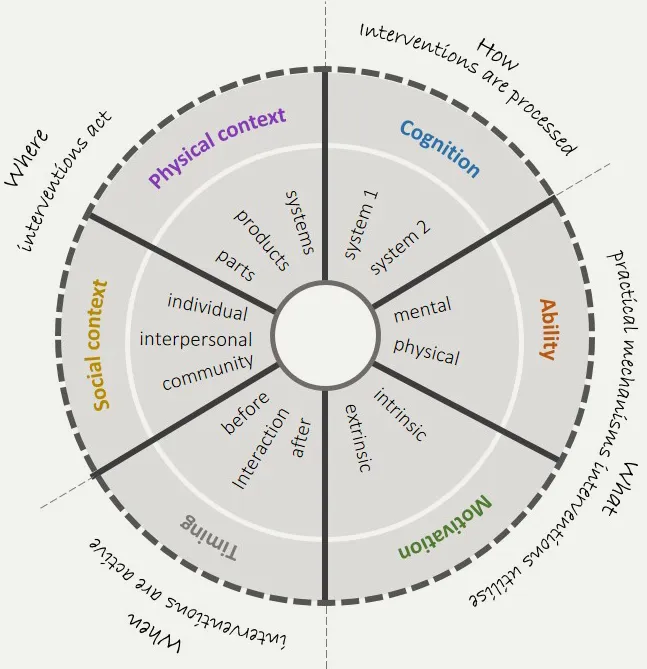 How
Interventions are processed
Cognition
system 1
system 2
What
practical mechanisms interventions utilise
Ability
mental
physical
Motivation
intrinsic
extrinsic
When
interventions are active
Timing
before
Interaction
after
Where
interventions act
Social context
individual
interpersonal
community
Physical context
parts
products
systems